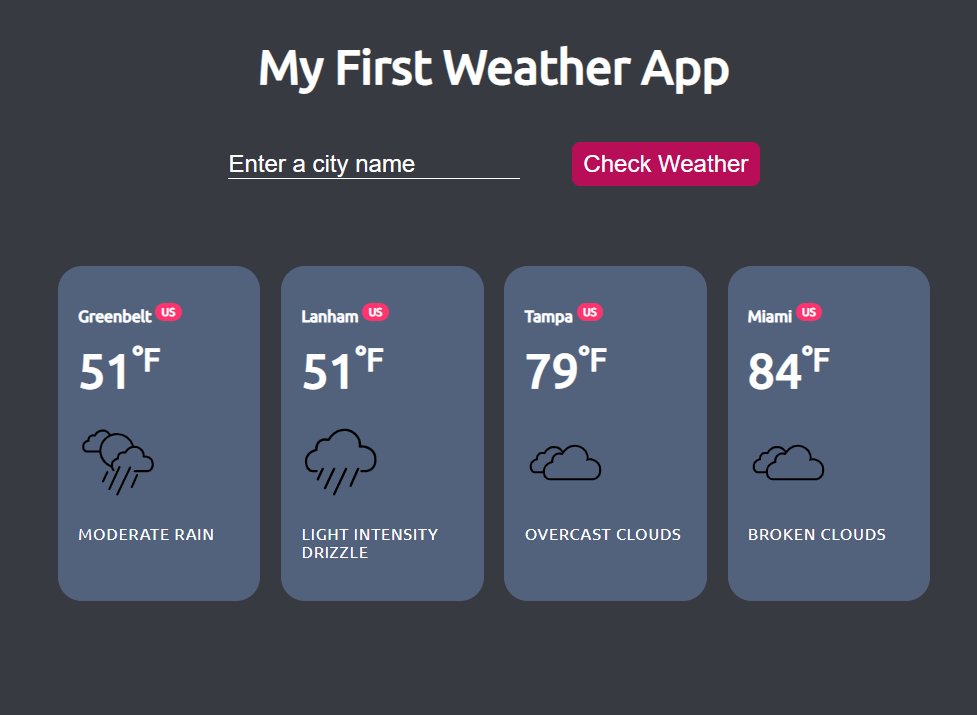 My First Weather App
Enter a city name
Check Weather
Greenbelt US
51°F
MODERATE RAIN
Lanham US
51°F
LIGHT INTENSITY
DRIZZLE
Tampa US
79°F
OVERCAST CLOUDS
Miami US
84°F
BROKEN CLOUDS